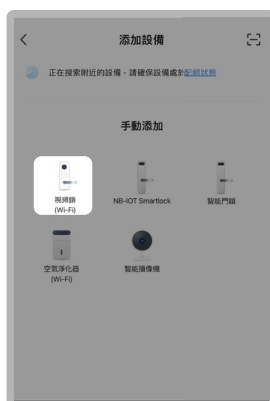 添加設備
正在搜索附近的設備，請確保設備處於配網狀態
手動添加
視頻鎖
(Wi-Fi)
NB-IOT Smartlock
智能門鎖
空氣淨化器
(Wi-Fi)
智能攝像機